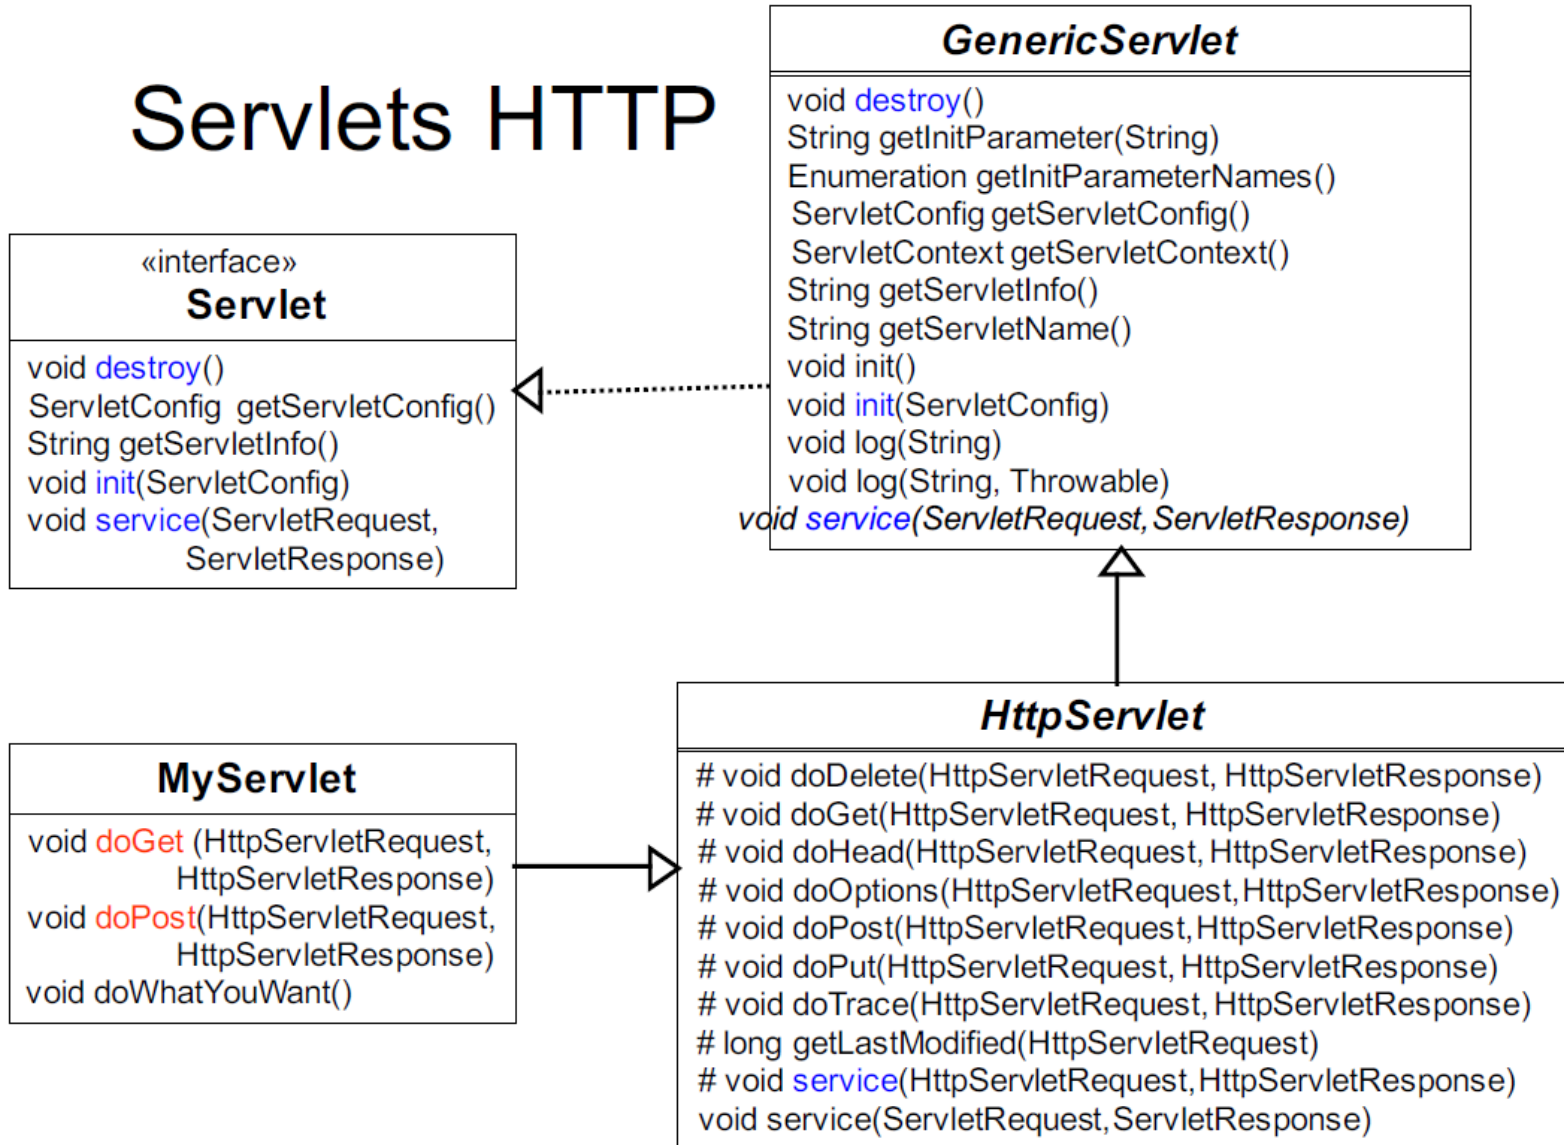 Servlets HTTP
GenericServlet
void destroy()
String getInitParameter(String)
Enumeration getInitParameterNames()
ServletConfig getServletConfig()
ServletContext getServletContext()
String getServletInfo()
String getServletName()
void init()
void init(ServletConfig)
void log(String)
void log(String, Throwable)
void service(ServletRequest, ServletResponse)
«interface»
Servlet
void destroy()
ServletConfig getServletConfig()
String getServletInfo()
void init(ServletConfig)
void service(ServletRequest,
ServletResponse)
MyServlet
void doGet (HttpServletRequest,
HttpServletResponse)
void doPost(HttpServletRequest,
HttpServletResponse)
void doWhatYouWant()
HttpServlet
# void doDelete(HttpServletRequest, HttpServletResponse)
# void doGet(HttpServletRequest, HttpServletResponse)
# void doHead(HttpServletRequest, HttpServletResponse)
# void doOptions(HttpServletRequest,HttpServletResponse)
# void doPost(HttpServletRequest,HttpServletResponse)
# void doPut(HttpServletRequest, HttpServletResponse)
# void doTrace(HttpServletRequest, HttpServletResponse)
# long getLastModified(HttpServletRequest)
# void service(HttpServletRequest,HttpServletResponse)
void service(ServletRequest,ServletResponse)